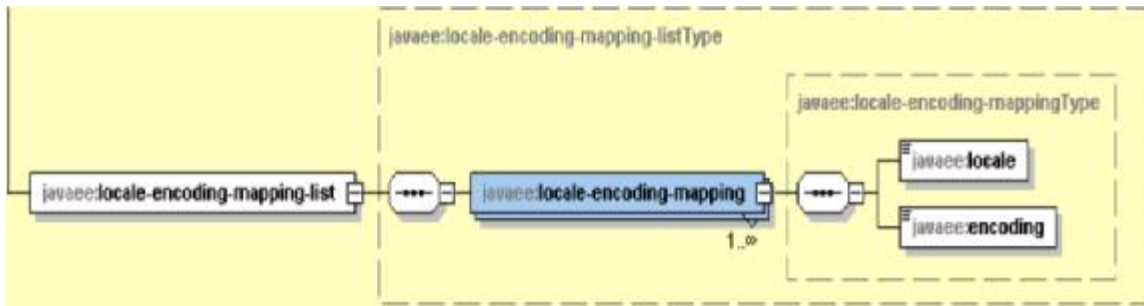 javaee:locale-encoding-mapping-listType
javaee:locale-encoding-mappingType
javaee:locale
javaee:locale-encoding-mapping-list
javaee:locale-encoding-mapping
javaee:encoding
1..∞